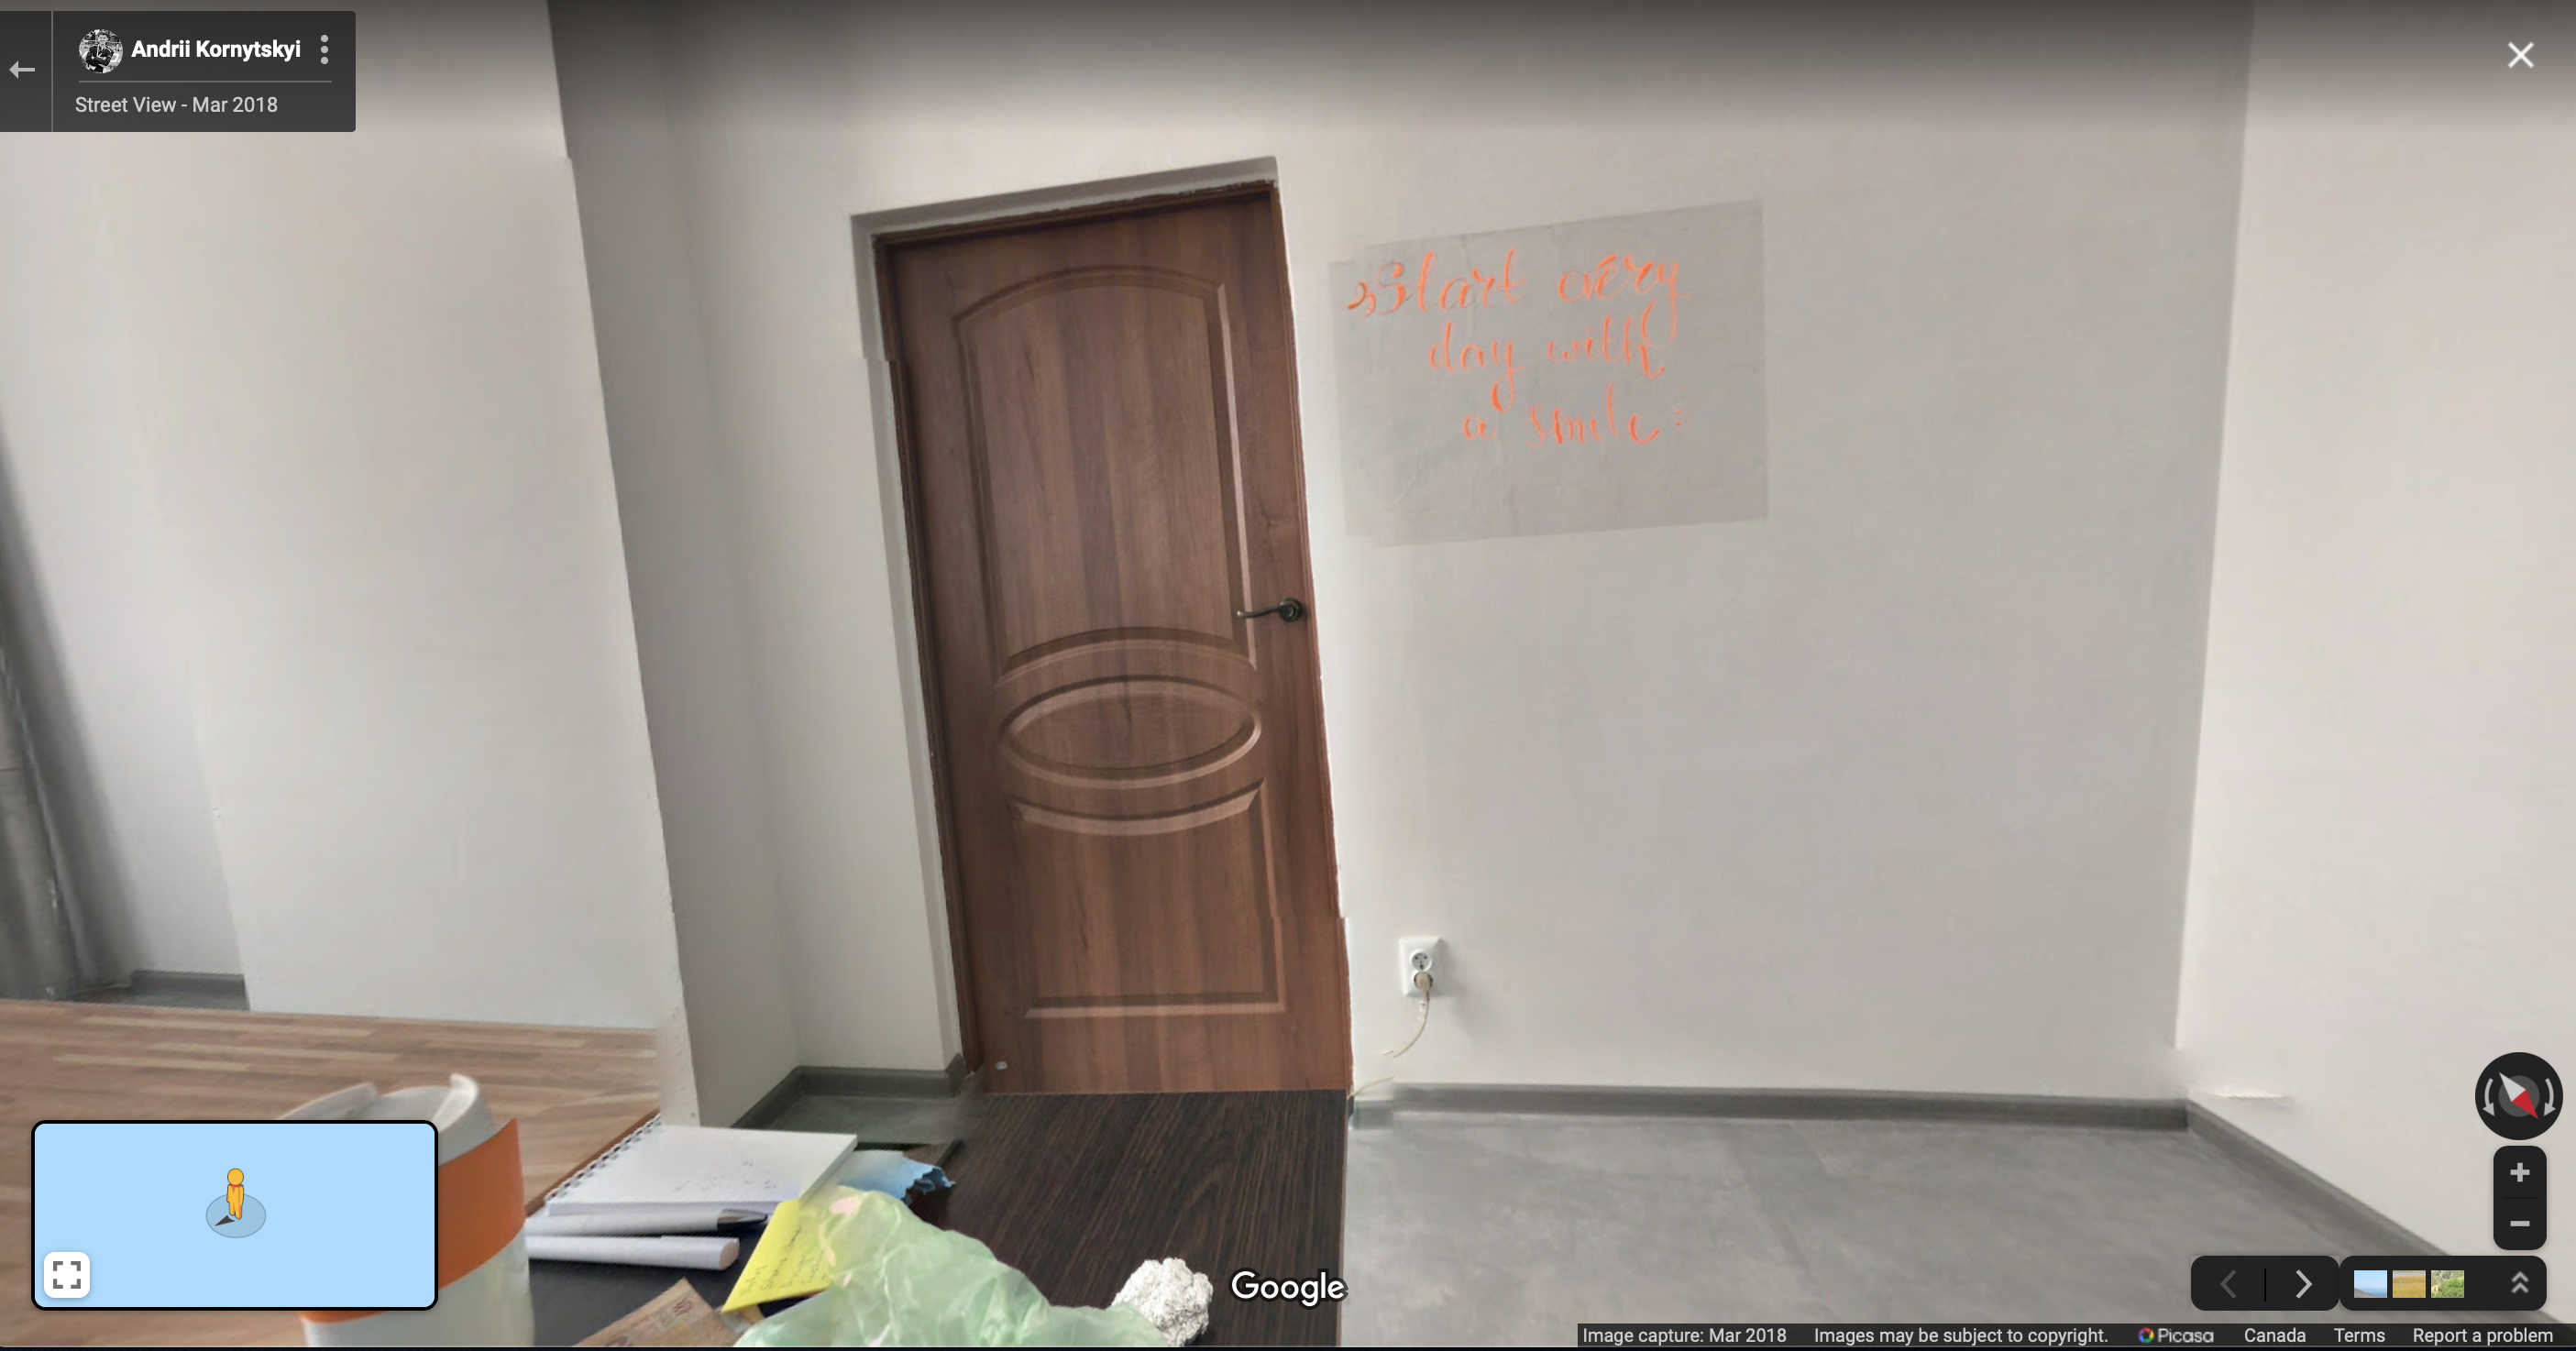 Andrii Kornytskyi
Street View - Mar 2018
Start every
day with
a smile:
Google
Image capture: Mar 2018 Images may be subject to copyright. Picasa Canada Terms Report a problem